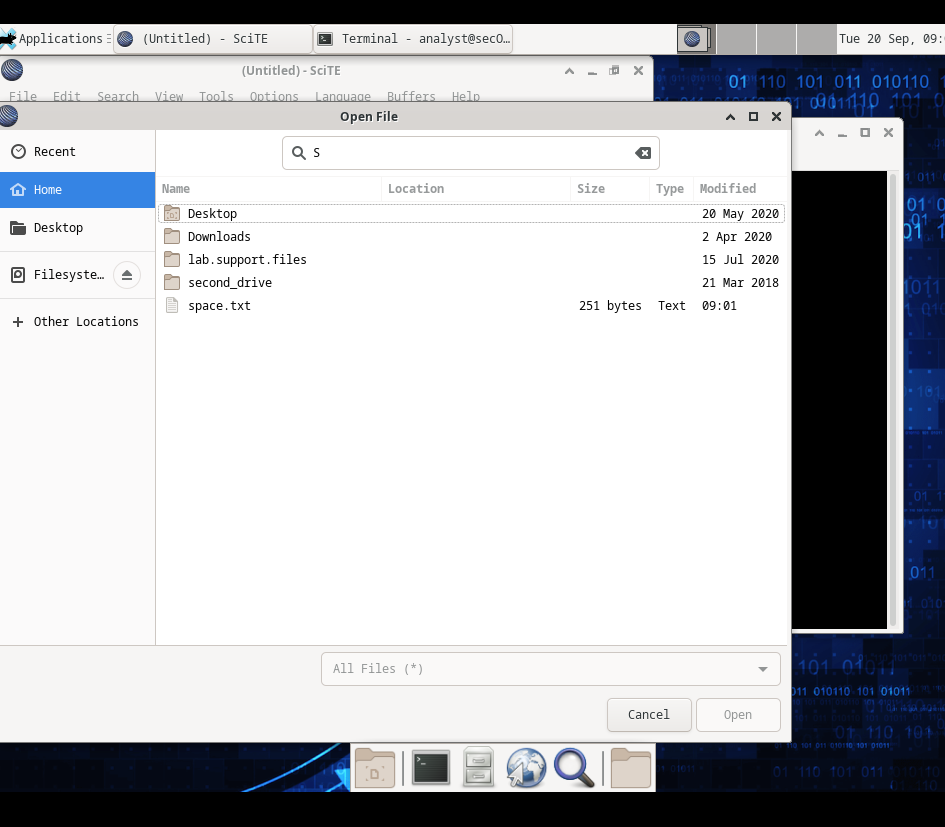 Applications (Untitled) - SciTE Terminal - analyst@secO... Tue 20 Sep, 09:
(Untitled) - SciTE
File Edit Search View Tools Options Language Buffers Help
Open File
Recent
Home
Desktop
Filesyste...
Other Locations
S
Name Location Size Type Modified
Desktop 20 May 2020
Downloads 2 Apr 2020
lab.support.files 15 Jul 2020
second_drive 21 Mar 2018
space.txt 251 bytes Text 09:01
All Files (*)
Cancel Open